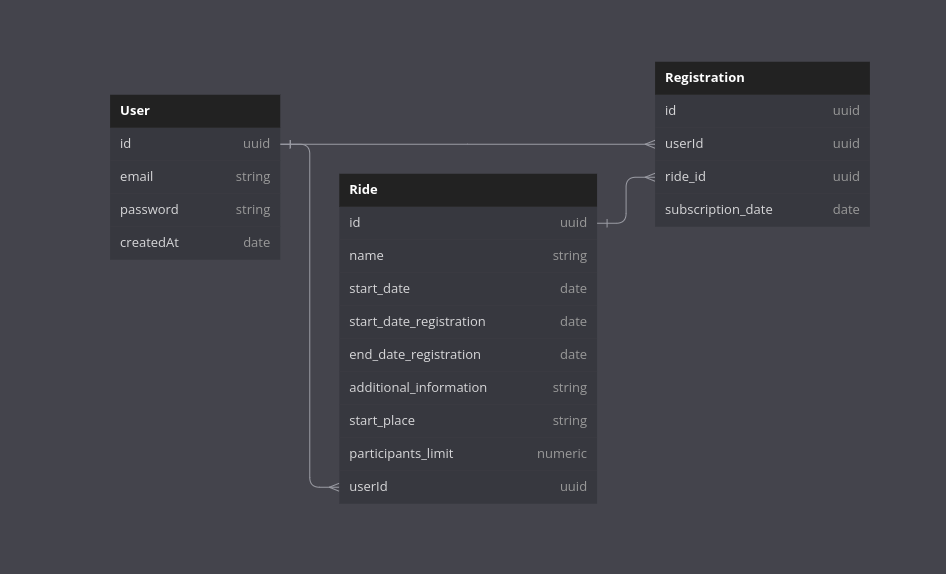 User
id uuid
email string
password string
createdAt date
Ride
id uuid
name string
start_date date
start_date_registration date
end_date_registration date
additional_information string
start_place string
participants_limit numeric
userId uuid
Registration
id uuid
userId uuid
ride_id uuid
subscription_date date